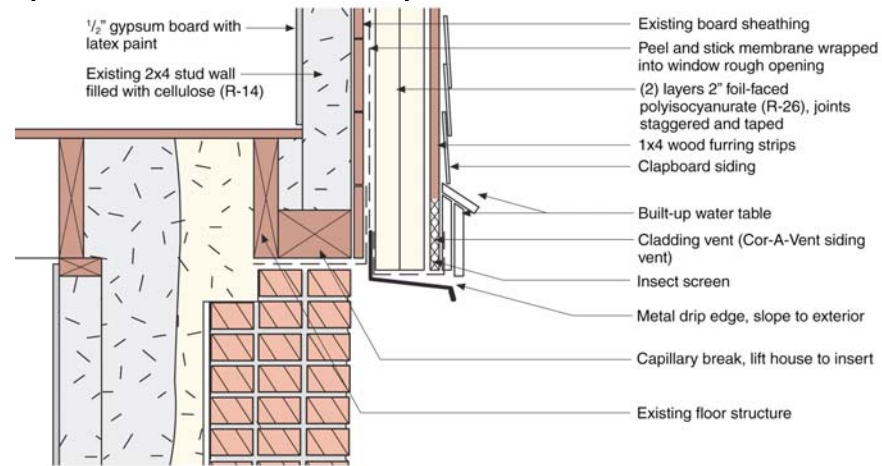 ½" gypsum board with
latex paint
Existing 2x4 stud wall
filled with cellulose (R-14)
Existing board sheathing
Peel and stick membrane wrapped
into window rough opening
(2) layers 2" foil-faced
polyisocyanurate (R-26), joints
staggered and taped
1x4 wood furring strips
Clapboard siding
Built-up water table
Cladding vent (Cor-A-Vent siding
vent)
Insect screen
Metal drip edge, slope to exterior
Capillary break, lift house to insert
Existing floor structure